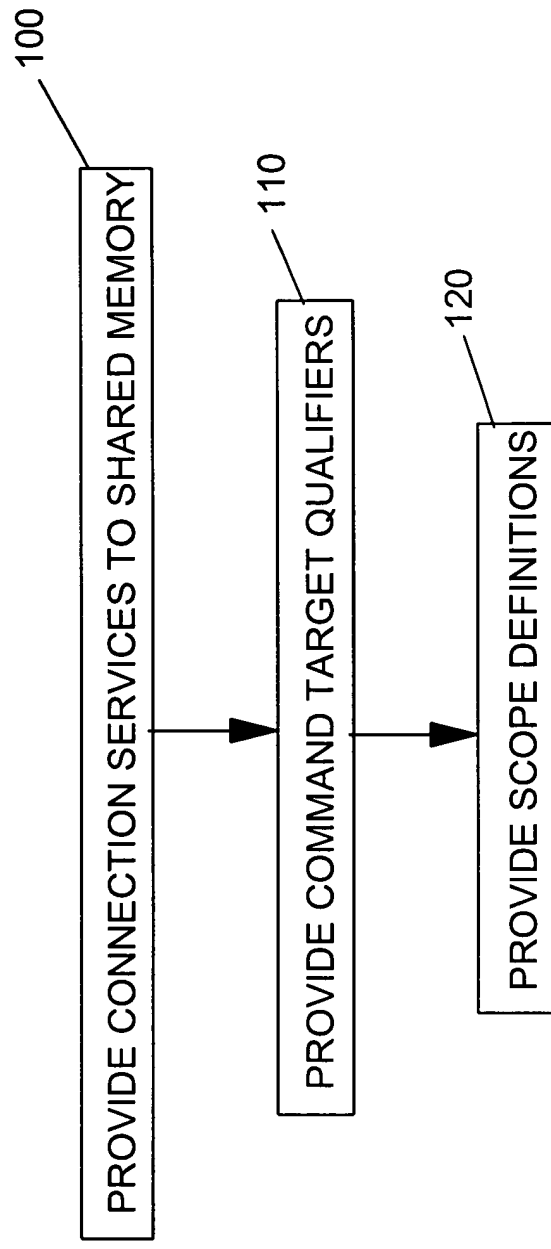 PROVIDE CONNECTION SERVICES TO SHARED MEMORY
100
PROVIDE COMMAND TARGET QUALIFIERS
110
PROVIDE SCOPE DEFINITIONS
120